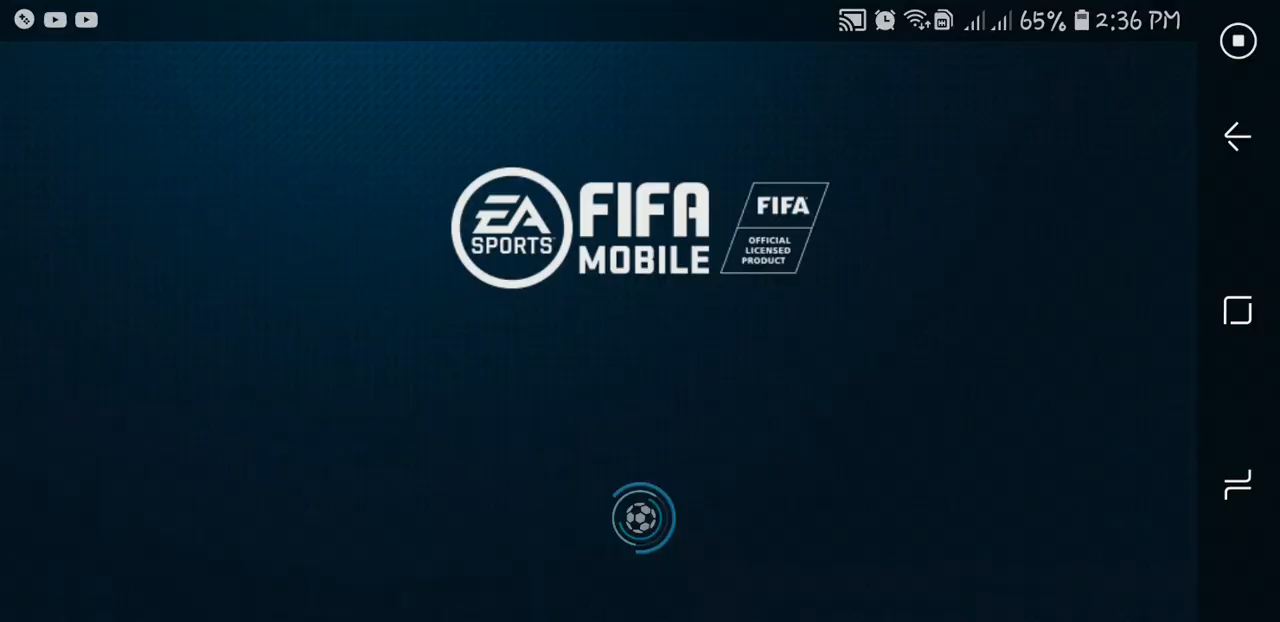 65% 2:36 PM
EA SPORTS
FIFA MOBILE
FIFA
OFFICIAL
LICENSED
PRODUCT